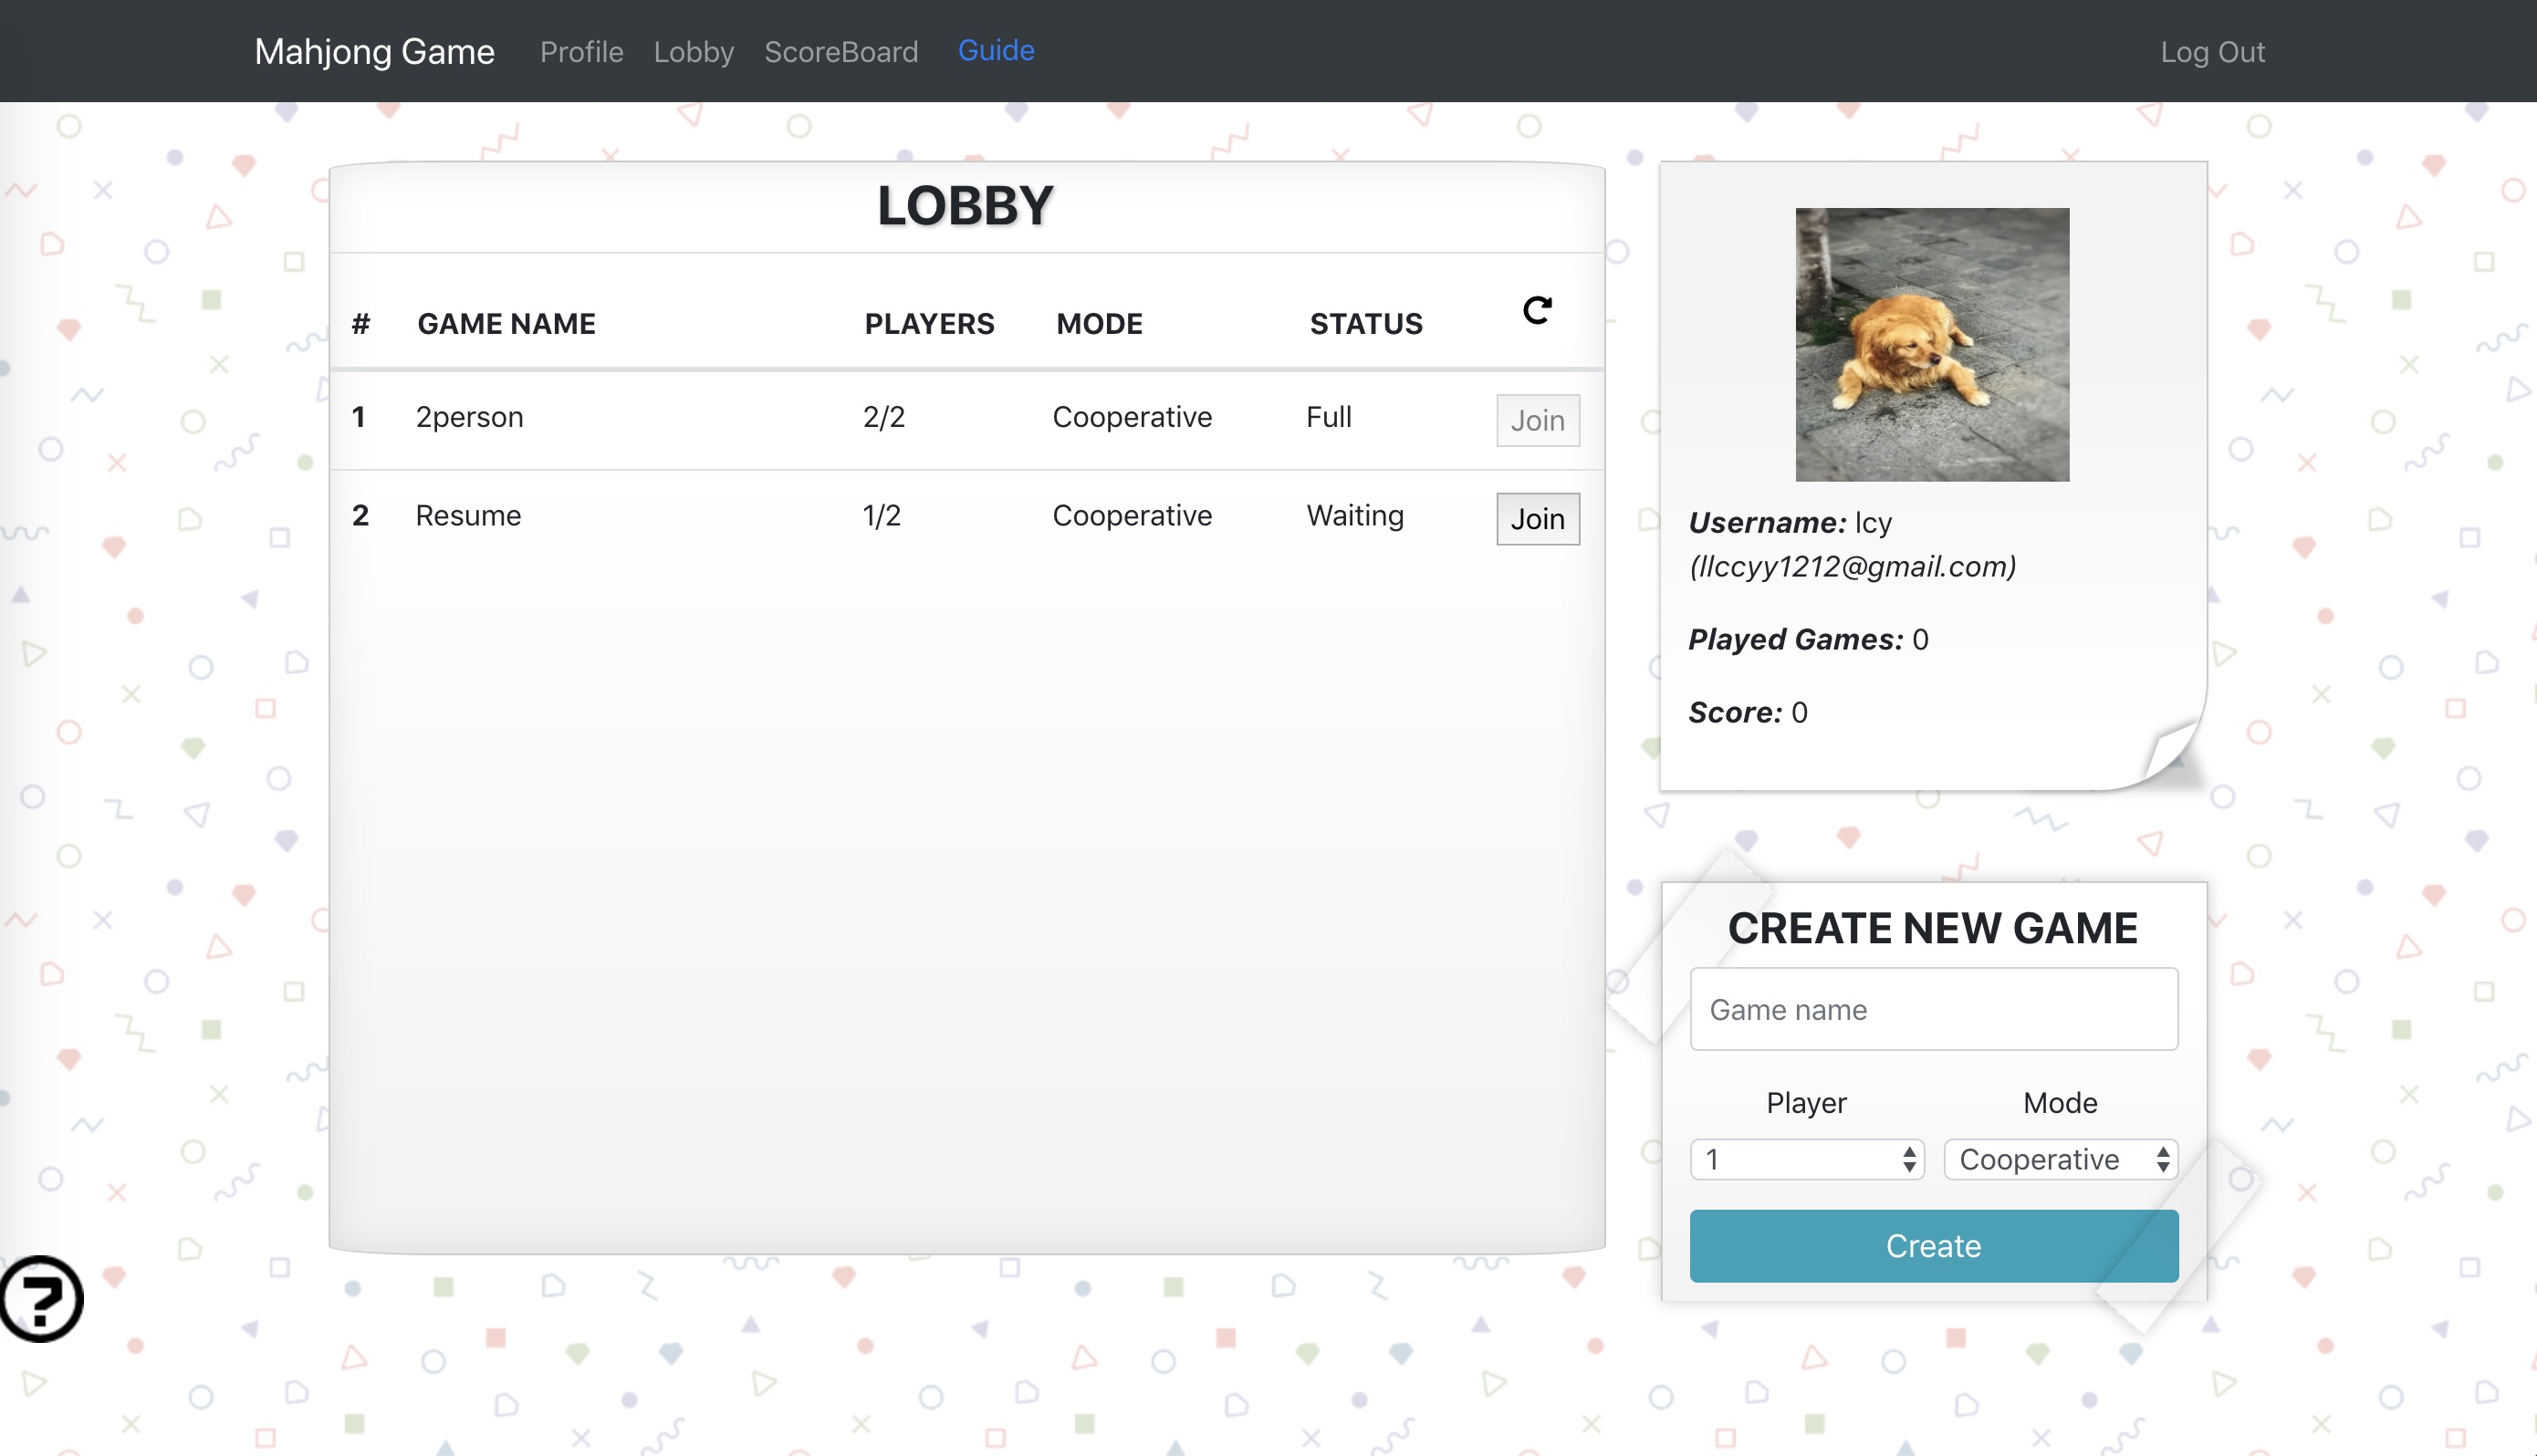 Mahjong Game Profile Lobby ScoreBoard Guide Log Out
LOBBY
# GAME NAME PLAYERS MODE STATUS
1 2person 2/2 Cooperative Full Join
2 Resume 1/2 Cooperative Waiting Join
Username: lcy
(llccyy1212@gmail.com)
Played Games: 0
Score: 0
CREATE NEW GAME
Game name
Player Mode
1 Cooperative
Create
?